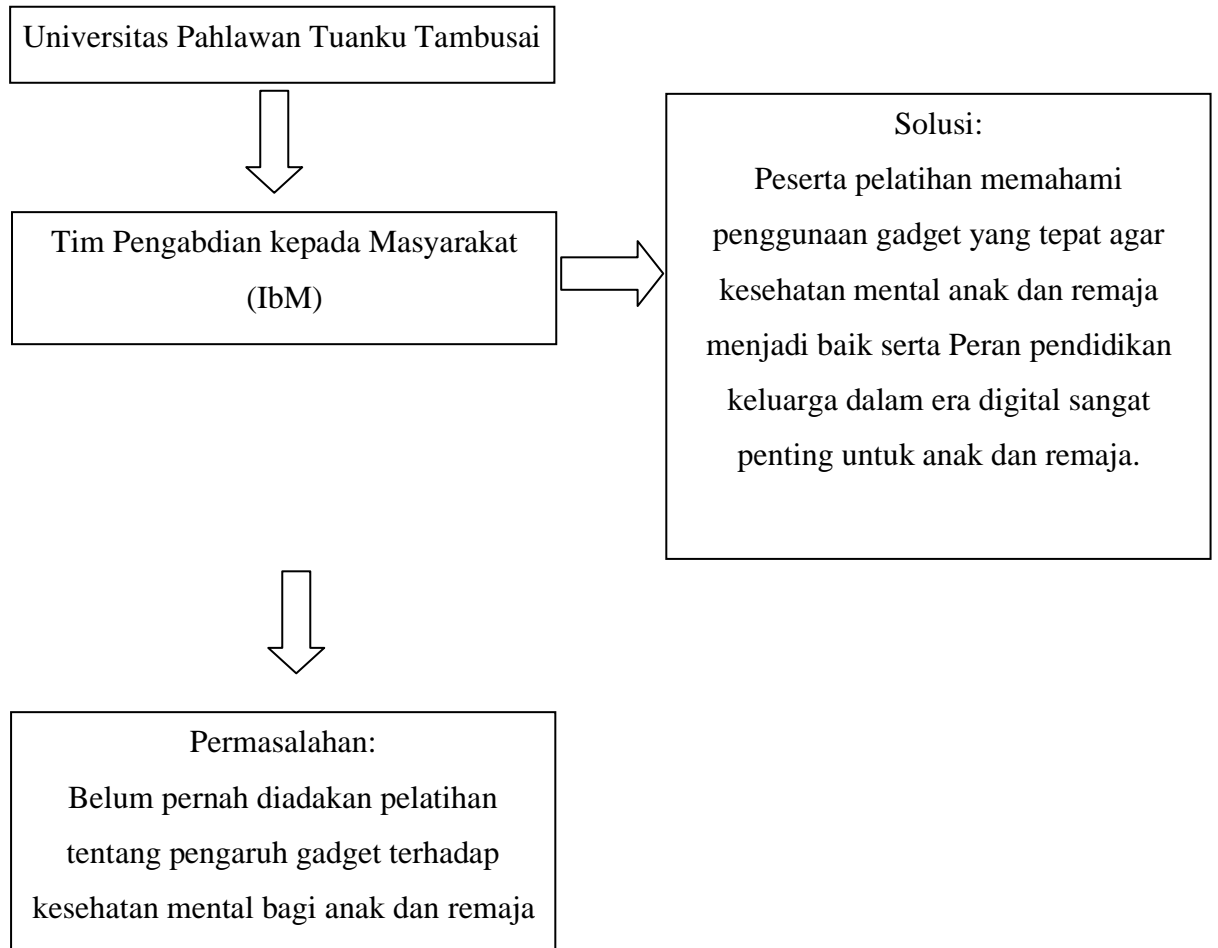 Universitas Pahlawan Tuanku Tambusai
Tim Pengabdian kepada Masyarakat
(IbM)
Solusi:
Peserta pelatihan memahami
penggunaan gadget yang tepat agar
kesehatan mental anak dan remaja
menjadi baik serta Peran pendidikan
keluarga dalam era digital sangat
penting untuk anak dan remaja.
Permasalahan:
Belum pernah diadakan pelatihan
tentang pengaruh gadget terhadap
kesehatan mental bagi anak dan remaja